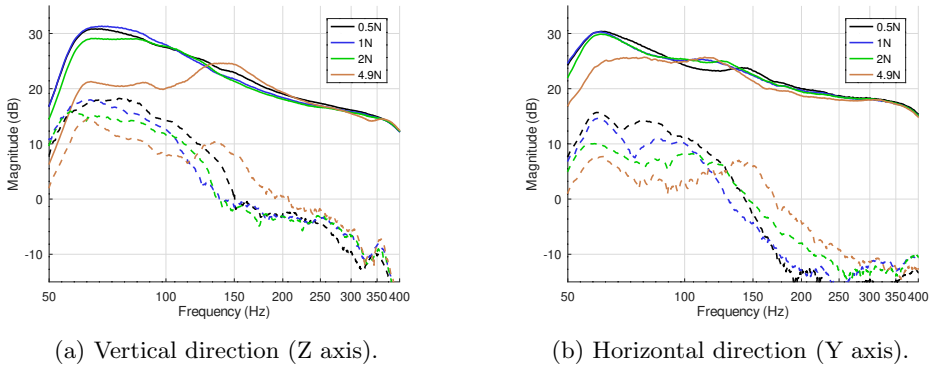 30
20
10
0
-10
Magnitude (dB)
50
100
150
200
250
300
350
400
Frequency (Hz)
0.5N
1N
2N
4.9N
(a) Vertical direction (Z axis).
30
20
10
0
-10
Magnitude (dB)
50
100
150
200
250
300
350
400
Frequency (Hz)
0.5N
1N
2N
4.9N
(b) Horizontal direction (Y axis).